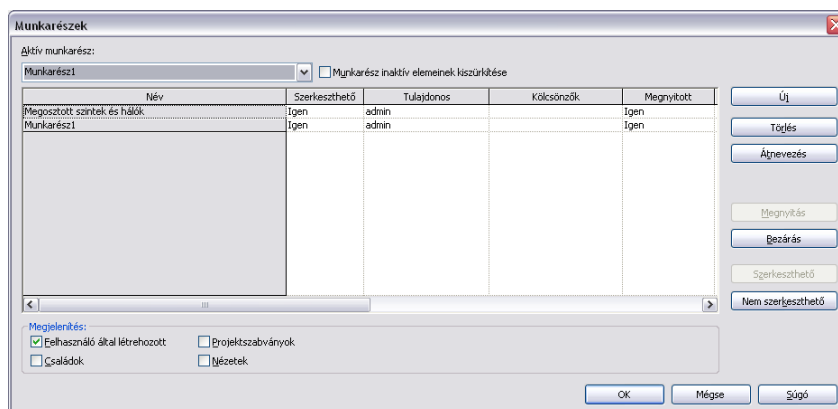 Munkarészek
Aktív munkarész:
Munkarész1
Munkarész inaktív elemeinek kiszürkítése
Név Szerkeszthető Tulajdonos Kölcsönzők Megnyitott
Megosztott szintek és hálók Igen admin Igen
Munkarész1 Igen admin Igen
Új
Törlés
Átnevezés
Megnyitás
Bezárás
Szerkeszthető
Nem szerkeszthető
Megjelenítés:
Felhasználó által létrehozott Projektszabványok
Családok Nézetek
OK Mégse Súgó